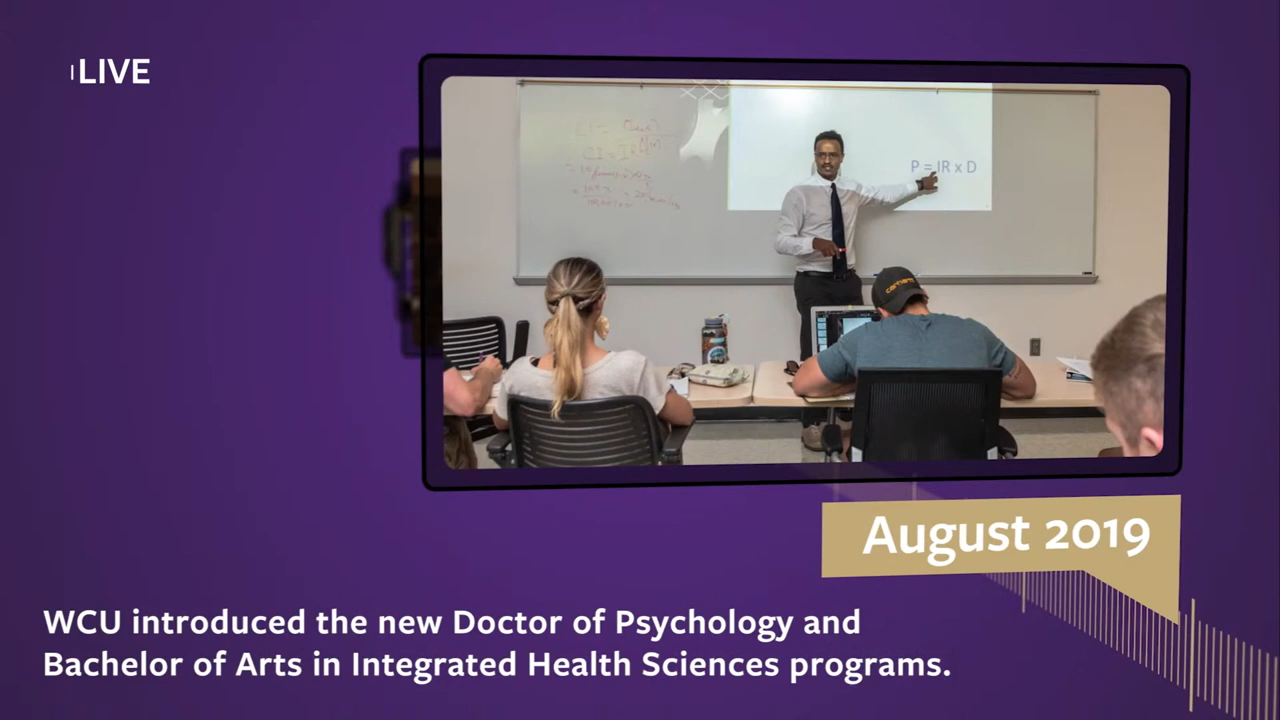 LIVE
P = IR x D
August 2019
WCU introduced the new Doctor of Psychology and
Bachelor of Arts in Integrated Health Sciences programs.